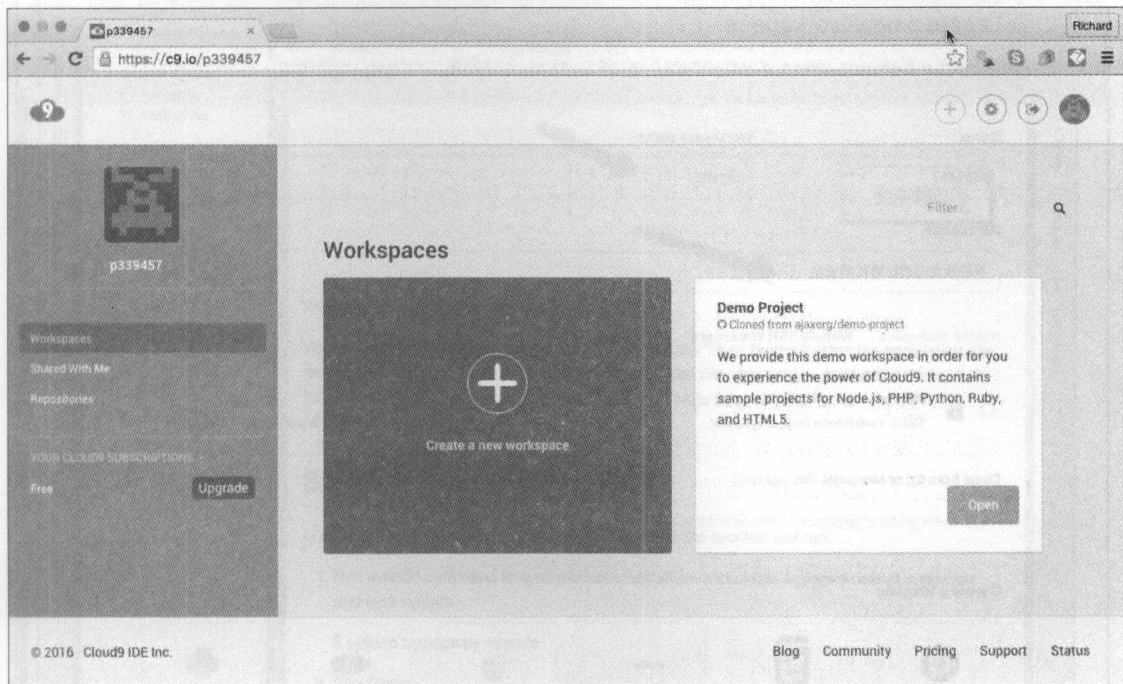 p339457
Richard
https://c9.io/p339457
9
Filter...
p339457
Workspaces
Shared With Me
Repositories
YOUR CLOUD9 SUBSCRIPTIONS
Free
Upgrade
Workspaces
Create a new workspace
Demo Project
Cloned from ajaxorg/demo-project
We provide this demo workspace in order for you
to experience the power of Cloud9. It contains
sample projects for Node.js, PHP, Python, Ruby,
and HTML5.
Open
© 2016 Cloud9 IDE Inc.
Blog Community Pricing Support Status